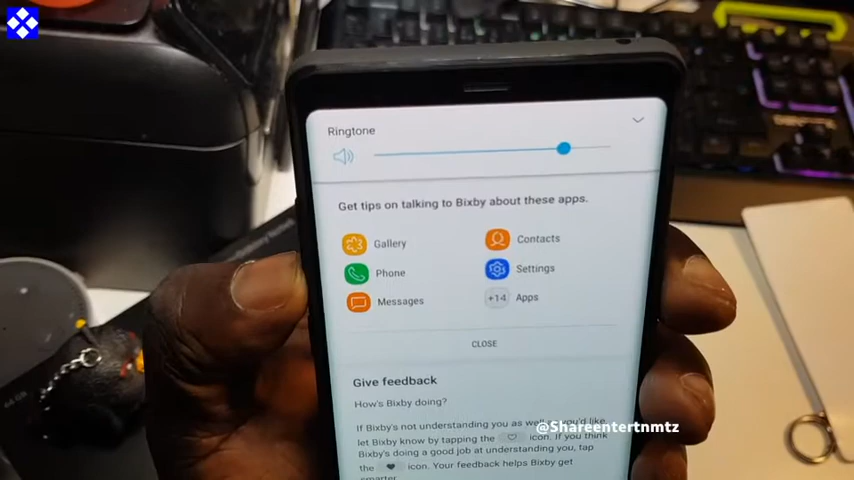 Ringtone
Get tips on talking to Bixby about these apps.
Gallery
Contacts
Phone
Settings
Messages
+14 Apps
CLOSE
Give feedback
How's Bixby doing?
If Bixby's not understanding you as well you'd like
let Bixby know by tapping the icon. If you think
Bixby's doing a good job at understanding you, tap
the icon. Your feedback helps Bixby get
smarter
@Shareentertnmtz